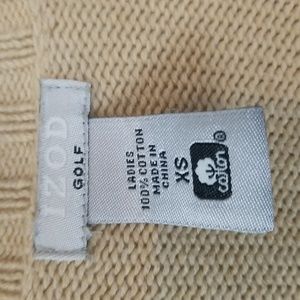 IZOD
GOLF
LADIES
100% COTTON
MADE IN
CHINA
XS
cotton
®